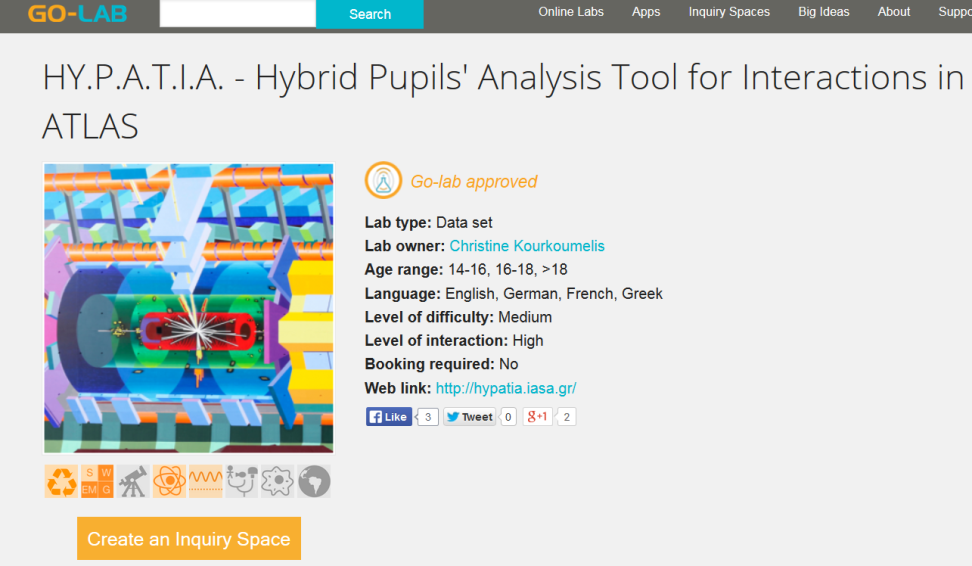 GO-LAB Search Online Labs Apps Inquiry Spaces Big Ideas About
HY.P.A.T.I.A. - Hybrid Pupils' Analysis Tool for Interactions in
ATLAS
Go-lab approved
Lab type: Data set
Lab owner: Christine Kourkoumelis
Age range: 14-16, 16-18, >18
Language: English, German, French, Greek
Level of difficulty: Medium
Level of interaction: High
Booking required: No
Web link: http://hypatia.iasa.gr/
Like 3 Tweet 0 g+1 2
S W
EM G
Create an Inquiry Space